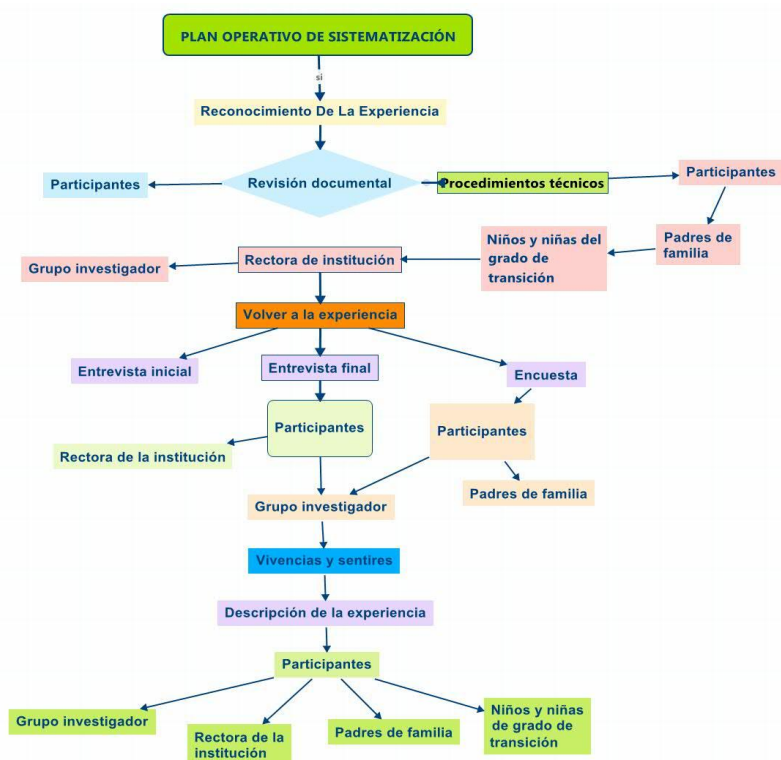 PLAN OPERATIVO DE SISTEMATIZACIÓN
si
Reconocimiento De La Experiencia
Revisión documental
Participantes
Procedimientos técnicos
Participantes
Padres de
familia
Niños y niñas del
grado de
transición
Rectora de institución
Grupo investigador
Volver a la experiencia
Entrevista inicial
Entrevista final
Encuesta
Participantes
Participantes
Rectora de la institución
Padres de familia
Grupo investigador
Vivencias y sentires
Descripción de la experiencia
Participantes
Grupo investigador
Rectora de la
institución
Padres de familia
Niños y niñas
de grado de
transición